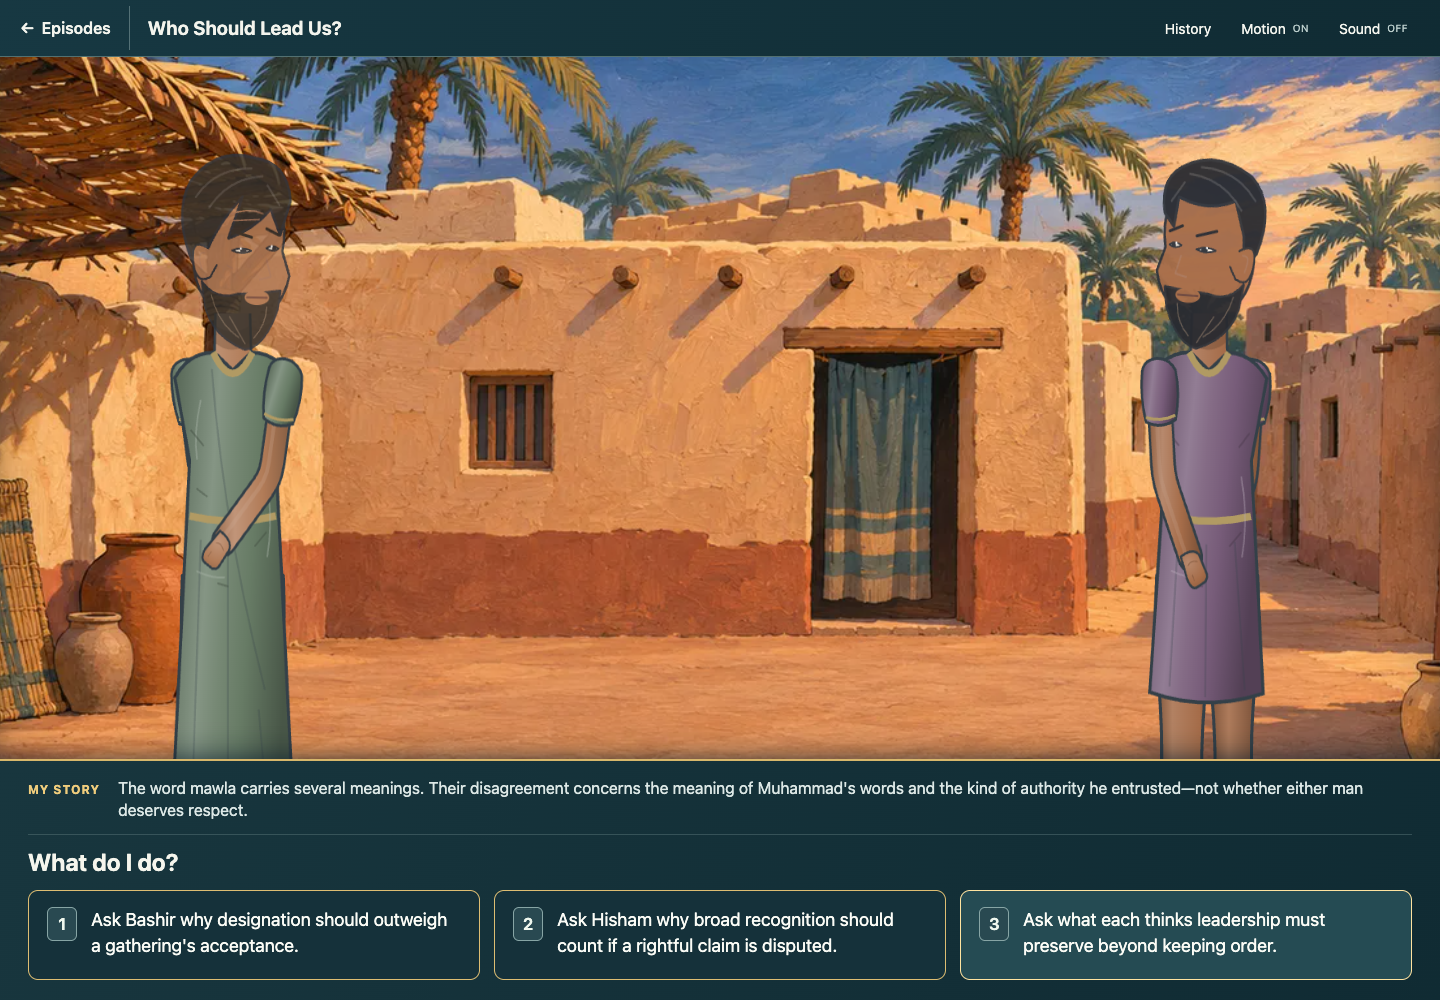 ← Episodes
Who Should Lead Us?
History
Motion ON
Sound OFF
MY STORY
The word mawla carries several meanings. Their disagreement concerns the meaning of Muhammad's words and the kind of authority he entrusted—not whether either man
deserves respect.
What do I do?
1
Ask Bashir why designation should outweigh
a gathering's acceptance.
2
Ask Hisham why broad recognition should
count if a rightful claim is disputed.
3
Ask what each thinks leadership must
preserve beyond keeping order.